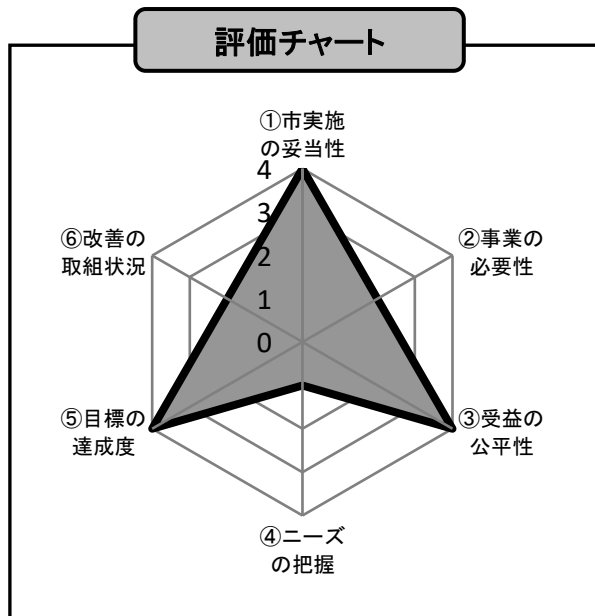 評価チャート
①市実施
の妥当性
4
3
2
1
0
②事業の
必要性
③受益の
公平性
④ニーズ
の把握
⑤目標の
達成度
⑥改善の
取組状況